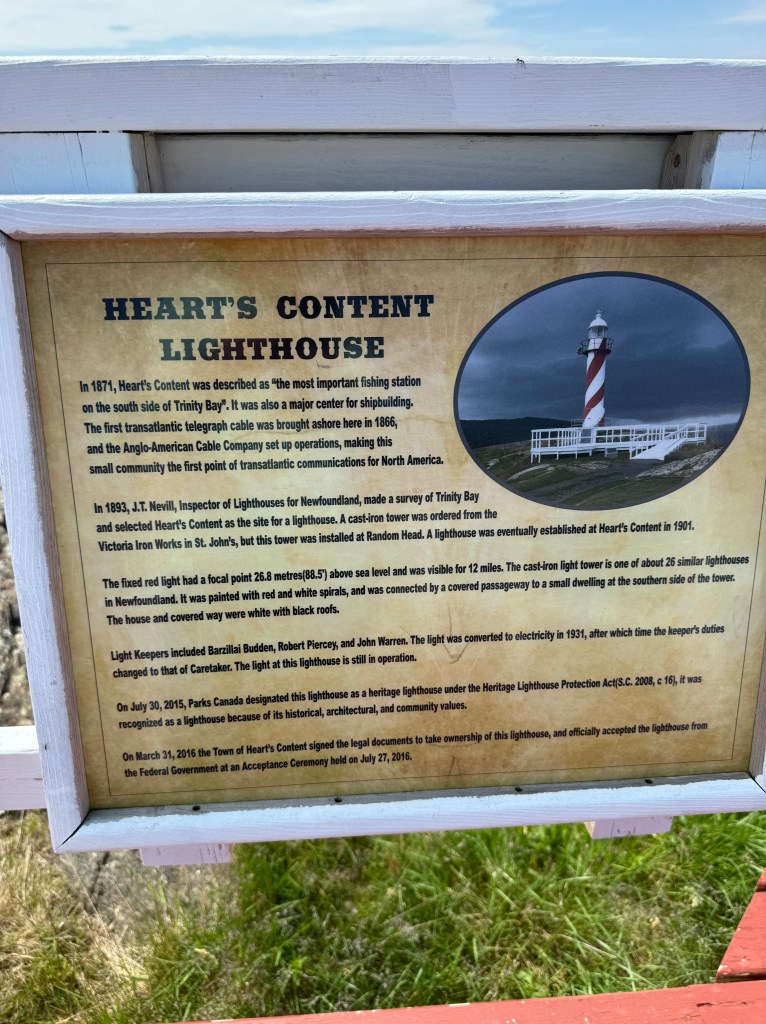 HEART'S CONTENT
LIGHTHOUSE
In 1871, Heart's Content was described as "the most important fishing station
on the south side of Trinity Bay". It was also a major center for shipbuilding.
The first transatlantic telegraph cable was brought ashore here in 1866,
and the Anglo-American Cable Company set up operations, making this
small community the first point of transatlantic communications for North America.
In 1893, J.T. Nevill, Inspector of Lighthouses for Newfoundland, made a survey of Trinity Bay
and selected Heart's Content as the site for a lighthouse. A cast-iron tower was ordered from the
Victoria Iron Works in St. John's, but this tower was installed at Random Head. A lighthouse was eventually established at Heart's Content in 1901.
The fixed red light had a focal point 26.8 metres(88.5') above sea level and was visible for 12 miles. The cast-iron light tower is one of about 26 similar lighthouses
in Newfoundland. It was painted with red and white spirals, and was connected by a covered passageway to a small dwelling at the southern side of the tower.
The house and covered way were white with black roofs.
Light Keepers included Barzillai Budden, Robert Piercey, and John Warren. The light was converted to electricity in 1931, after which time the keeper's duties
changed to that of Caretaker. The light at this lighthouse is still in operation.
On July 30, 2015, Parks Canada designated this lighthouse as a heritage lighthouse under the Heritage Lighthouse Protection Act(S.C. 2008, c 16), it was
recognized as a lighthouse because of its historical, architectural, and community values.
On March 31, 2016 the Town of Heart's Content signed the legal documents to take ownership of this lighthouse, and officially accepted the lighthouse from
the Federal Government at an Acceptance Ceremony held on July 27, 2016.